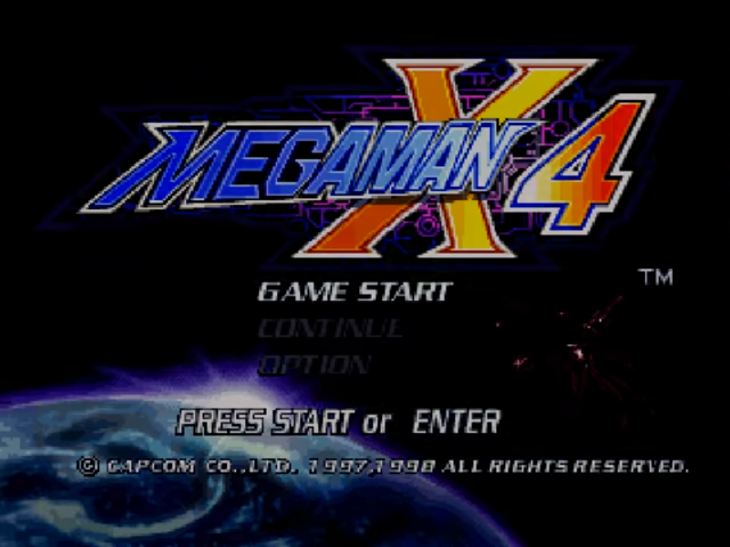 MEGAMAN X4
TM
GAME START
CONTINUE
OPTION
PRESS START or ENTER
© CAPCOM CO.,LTD. 1997,1998 ALL RIGHTS RESERVED.